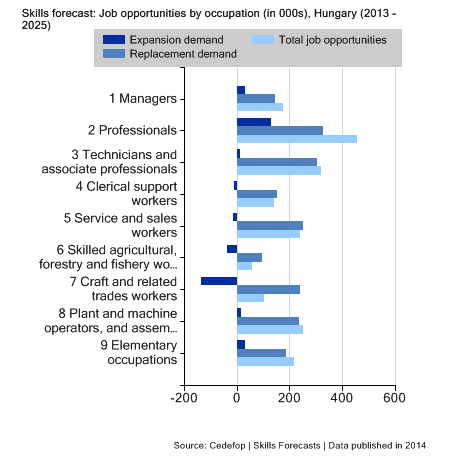 Skills forecast: Job opportunities by occupation (in 000s), Hungary (2013 -
2025)
Expansion demand
Total job opportunities
Replacement demand
1 Managers
2 Professionals
3 Technicians and
associate professionals
4 Clerical support
workers
5 Service and sales
workers
6 Skilled agricultural,
forestry and fishery wo...
7 Craft and related
trades workers
8 Plant and machine
operators, and assem...
9 Elementary
occupations
-200 0 200 400 600
Source: Cedefop | Skills Forecasts | Data published in 2014